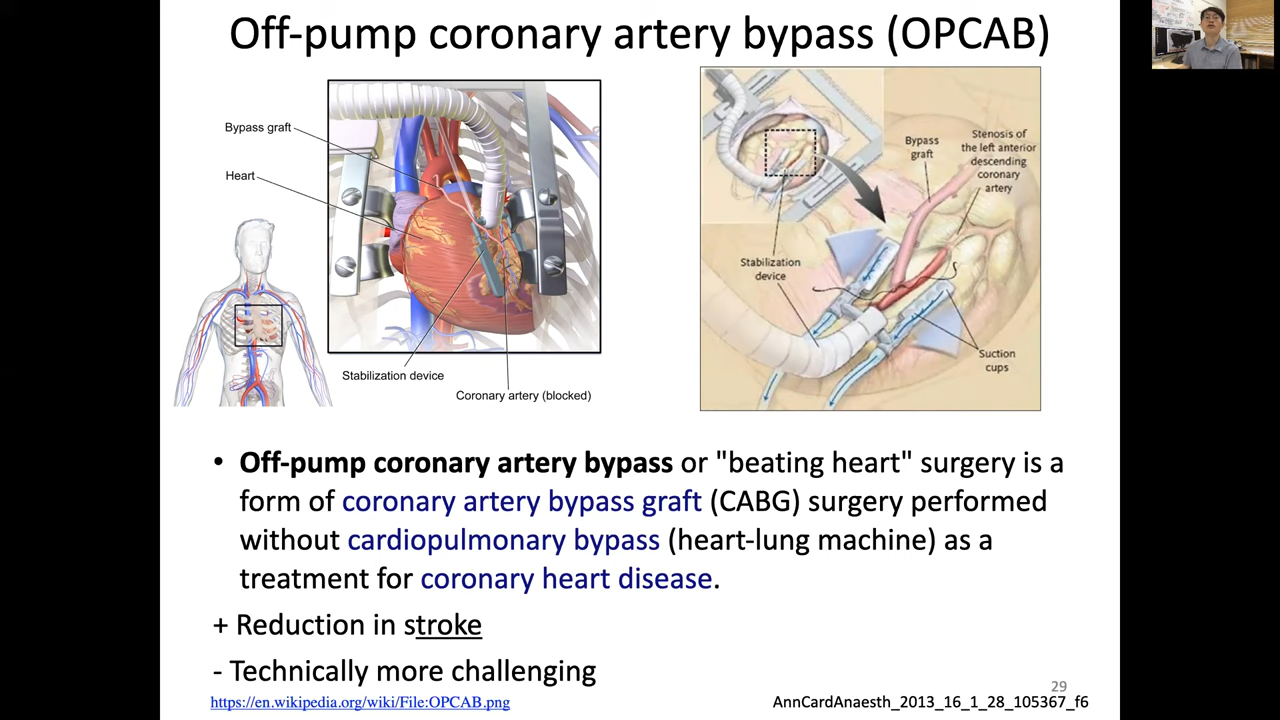 Off-pump coronary artery bypass (OPCAB)
Bypass graft
Heart
Stabilization device
Coronary artery (blocked)
Bypass
graft
Stenosis of
the left anterior
descending
coronary
artery
Stabilization
device
Suction
cups
• Off-pump coronary artery bypass or "beating heart" surgery is a
form of coronary artery bypass graft (CABG) surgery performed
without cardiopulmonary bypass (heart-lung machine) as a
treatment for coronary heart disease.
+ Reduction in stroke
- Technically more challenging
29
https://en.wikipedia.org/wiki/File:OPCAB.png
AnnCardAnaesth_2013_16_1_28_105367_f6